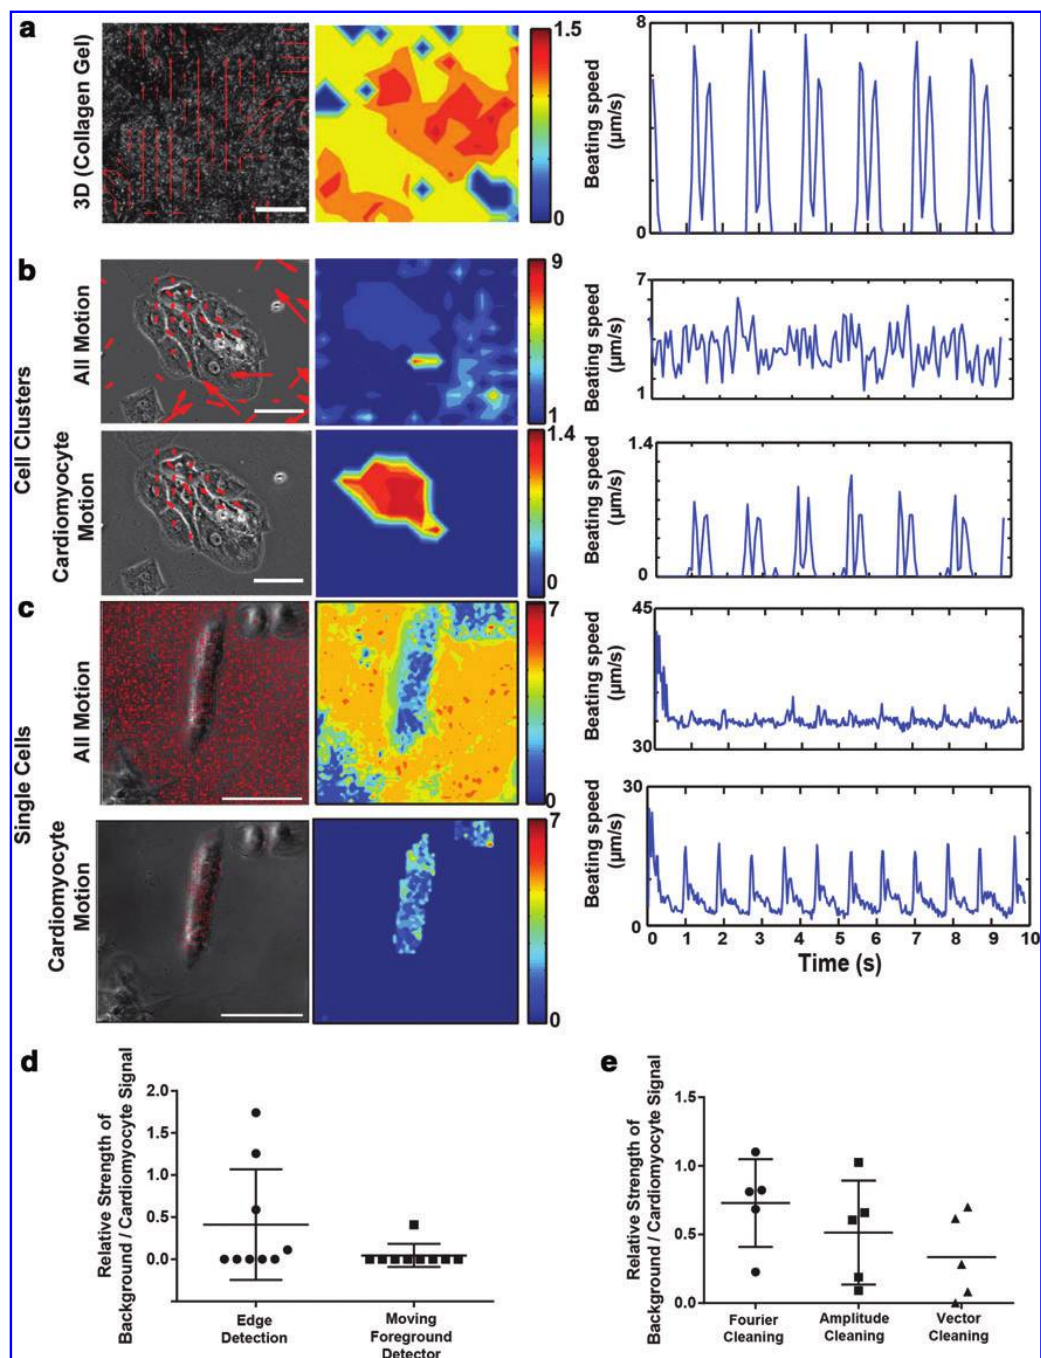 a
3D (Collagen Gel)
1.5
0
Beating speed
(µm/s)
8
4
0
b
Cell Clusters
All Motion
9
1
Beating speed
(µm/s)
7
1
Cardiomyocyte
Motion
1.4
0
Beating speed
(µm/s)
1.4
0
c
Single Cells
All Motion
7
0
Beating speed
(µm/s)
45
30
Cardiomyocyte
Motion
7
0
Beating speed
(µm/s)
30
15
0
0 1 2 3 4 5 6 7 8 9 10
Time (s)
d
Relative Strength of
Background / Cardiomyocyte Signal
2.0
1.5
1.0
0.5
0.0
Edge
Detection
Moving
Foreground
Detector
e
Relative Strength of
Background / Cardiomyocyte Signal
1.5
1.0
0.5
0.0
Fourier
Cleaning
Amplitude
Cleaning
Vector
Cleaning